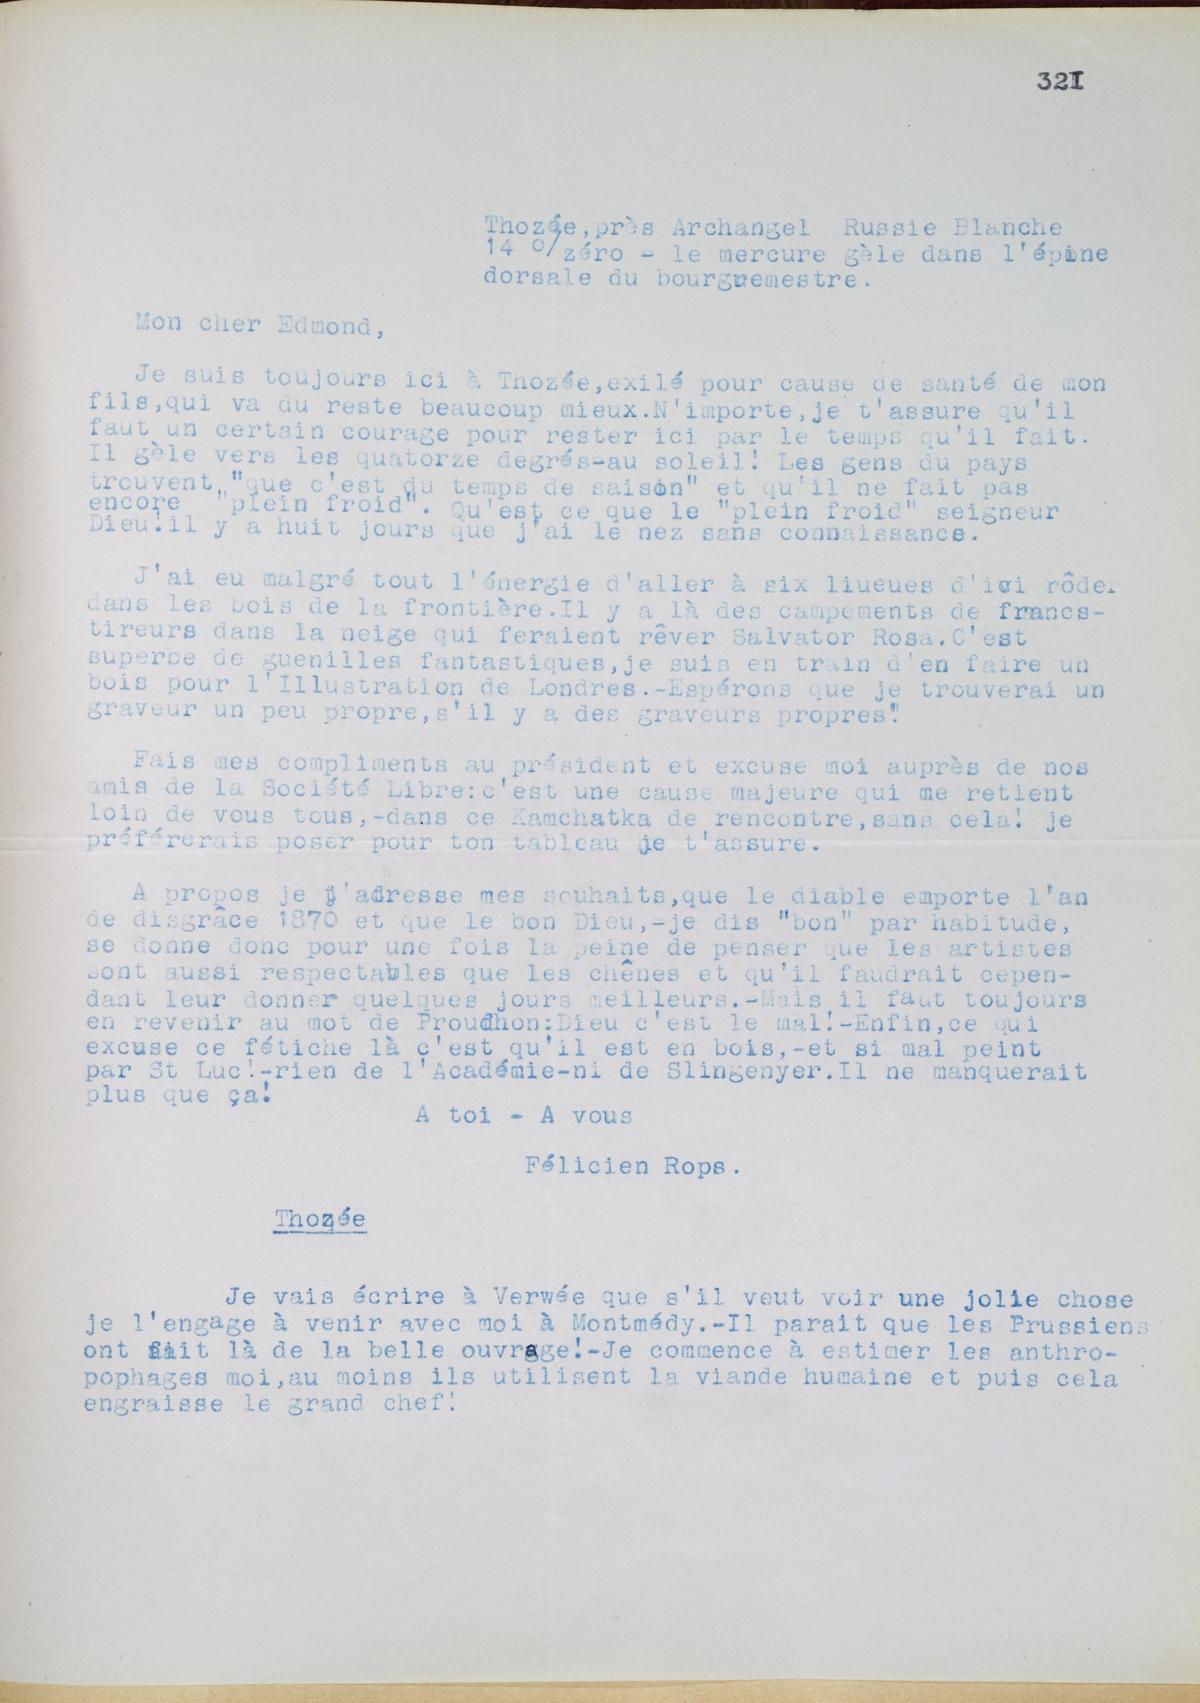 321
Thozée,près Archangel Russie Blanche
14 o/zéro - le mercure gèle dans l'épine
dorsale du bourguemestre.
Mon cher Edmond,
Je suis toujours ici à Thozée,exilé pour cause de santé de mon
fils,qui va du reste beaucoup mieux.N'importe,je t'assure qu'il
faut un certain courage pour rester ici par le temps qu'il fait.
Il gèle vers les quatorze degrés-au soleil! Les gens du pays
trouvent "que c'est du temps de saison" et qu'il ne fait pas
encore "plein froid". Qu'est ce que le "plein froid" seigneur
Dieu!il y a huit jours que j'ai le nez sans connaissance.
J'ai eu malgré tout l'énergie d'aller à six liueues d'ici rôder
dans les bois de la frontière.Il y a là des campements de francs-
tireurs dans la neige qui feraient rêver Salvator Rosa.C'est
superbe de guenilles fantastiques,je suis en train d'en faire un
bois pour l'Illustration de Londres.-Espérons que je trouverai un
graveur un peu propre,s'il y a des graveurs propres!
Fais mes compliments au président et excuse moi auprès de nos
amis de la Société Libre:c'est une cause majeure qui me retient
loin de vous tous,-dans ce Kamchatka de rencontre,sans cela! je
préférerais poser pour ton tableau je t'assure.
A propos je t'adresse mes souhaits,que le diable emporte l'an
de disgrâce 1870 et que le bon Dieu,-je dis "bon" par habitude,
se donne donc pour une fois la peine de penser que les artistes
sont aussi respectables que les chênes et qu'il faudrait cepen-
dant leur donner quelques jours meilleurs.-Mais il faut toujours
en revenir au mot de Proudhon:Dieu c'est le mal!-Enfin,ce qui
excuse ce fétiche là c'est qu'il est en bois,-et si mal peint
par St Luc!-rien de l'Académie-ni de Slingenyer.Il ne manquerait
plus que ça!
A toi - A vous
Félicien Rops.
Thozée
Je vais écrire à Verwée que s'il veut voir une jolie chose
je l'engage à venir avec moi à Montmédy.-Il parait que les Prussiens
ont fait là de la belle ouvrage!-Je commence à estimer les anthro-
pophages moi,au moins ils utilisent la viande humaine et puis cela
engraisse le grand chef!